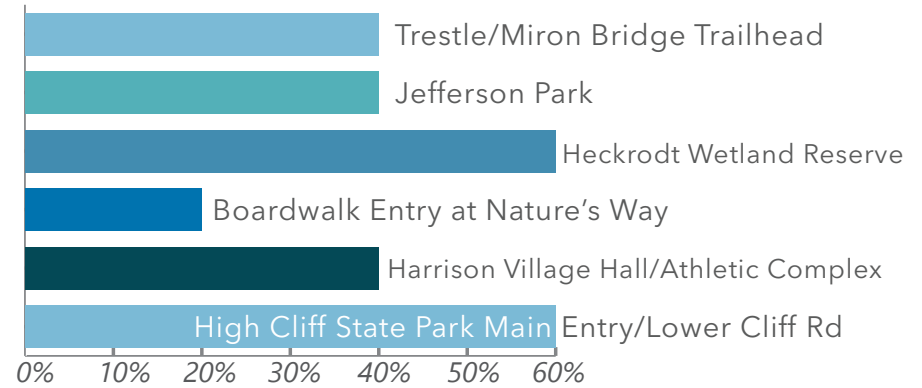 Trestle/Miron Bridge Trailhead
Jefferson Park
Heckrodt Wetland Reserve
Boardwalk Entry at Nature’s Way
Harrison Village Hall/Athletic Complex
High Cliff State Park Main Entry/Lower Cliff Rd
0% 10% 20% 30% 40% 50% 60%